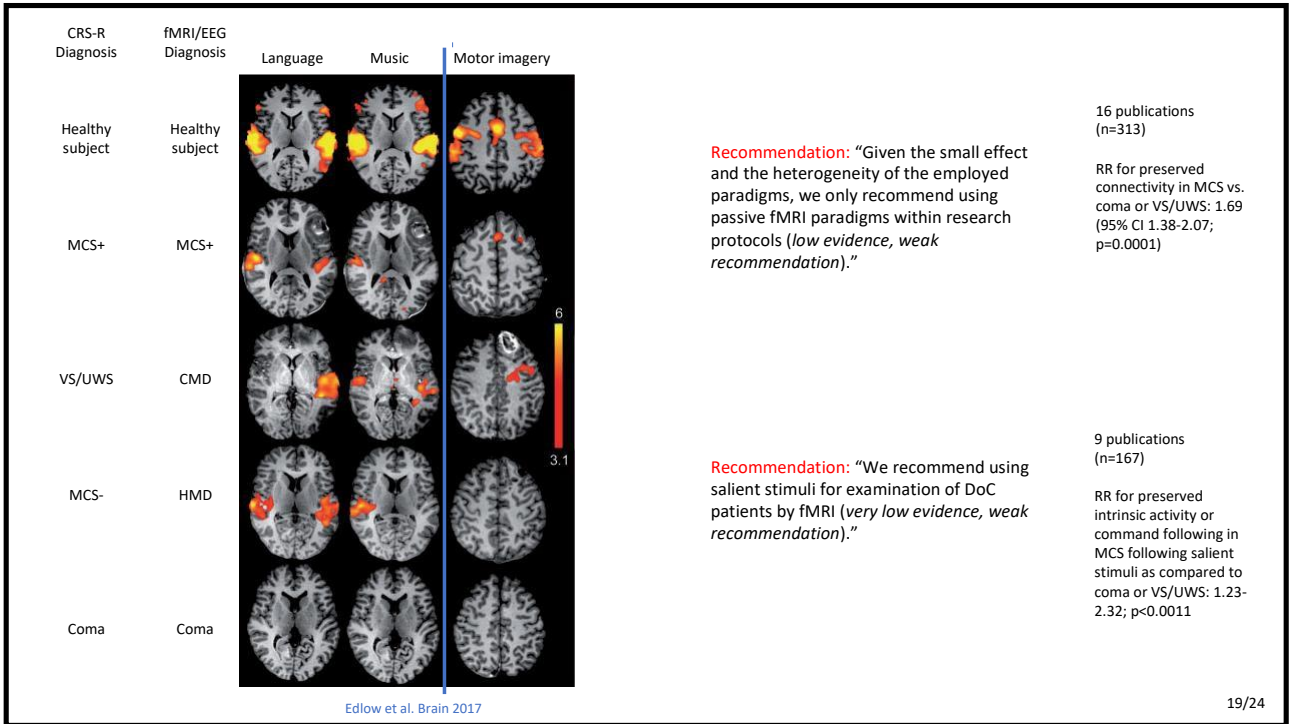 CRS-R
Diagnosis
fMRI/EEG
Diagnosis
Language
Music
Motor imagery
Healthy
subject
Healthy
subject
MCS+
MCS+
VS/UWS
CMD
MCS-
HMD
Coma
Coma
6
3.1
Edlow et al. Brain 2017
Recommendation: “Given the small effect
and the heterogeneity of the employed
paradigms, we only recommend using
passive fMRI paradigms within research
protocols (low evidence, weak
recommendation).”
16 publications
(n=313)
RR for preserved
connectivity in MCS vs.
coma or VS/UWS: 1.69
(95% CI 1.38-2.07;
p=0.0001)
Recommendation: “We recommend using
salient stimuli for examination of DoC
patients by fMRI (very low evidence, weak
recommendation).”
9 publications
(n=167)
RR for preserved
intrinsic activity or
command following in
MCS following salient
stimuli as compared to
coma or VS/UWS: 1.23-
2.32; p<0.0011
19/24